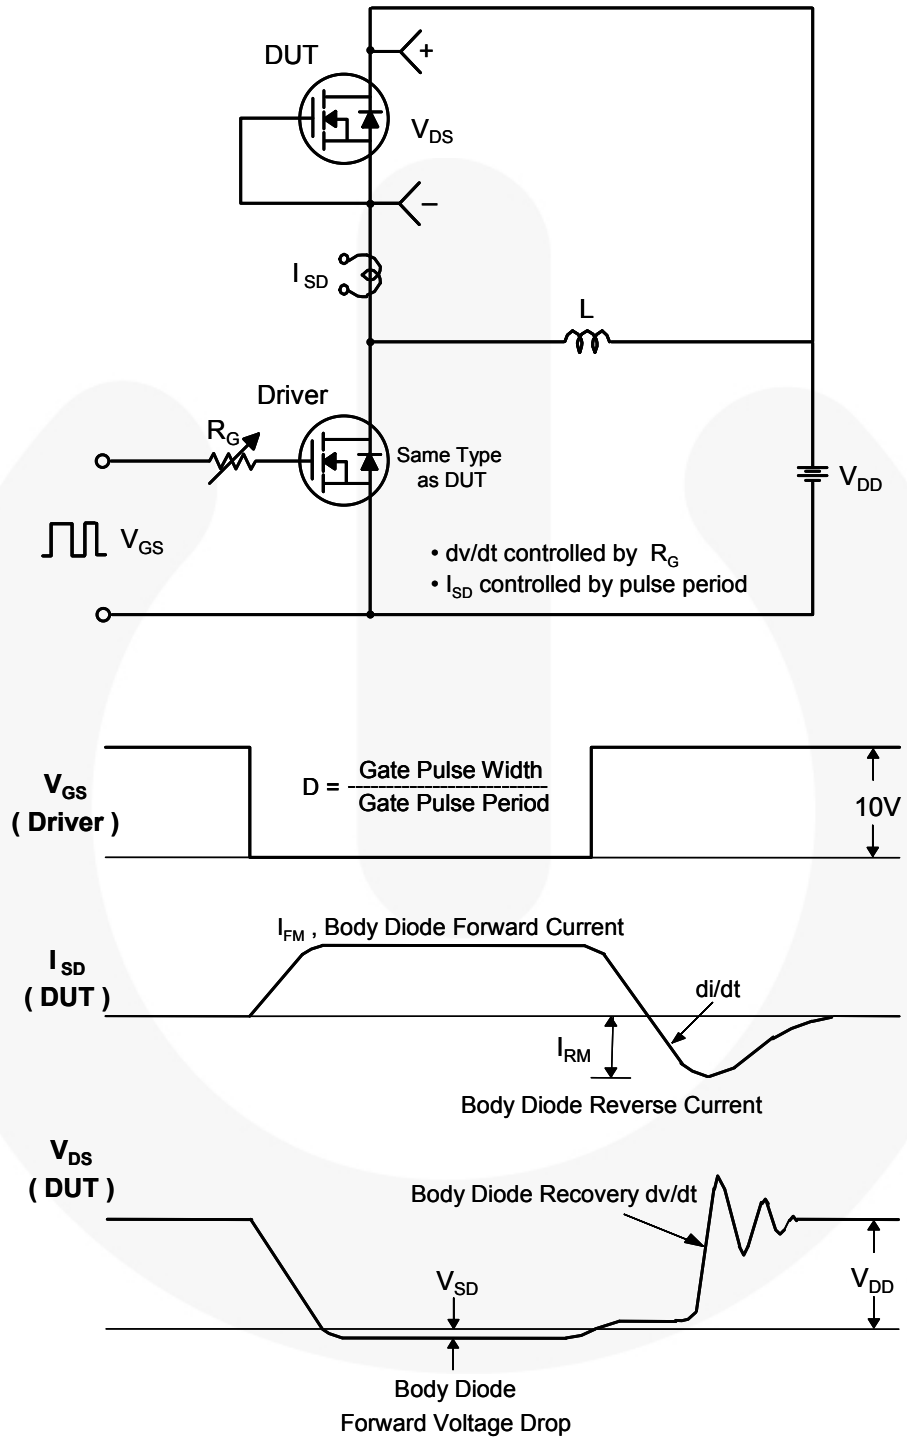 DUT
+
V_DS
−
I_SD
L
Driver
R_G
Same Type
as DUT
V_DD
V_GS
• dv/dt controlled by R_G
• I_SD controlled by pulse period
V_GS
( Driver )
D = Gate Pulse Width
--------------------------
Gate Pulse Period
10V
I_FM , Body Diode Forward Current
I_SD
( DUT )
di/dt
I_RM
Body Diode Reverse Current
V_DS
( DUT )
Body Diode Recovery dv/dt
V_SD
V_DD
Body Diode
Forward Voltage Drop